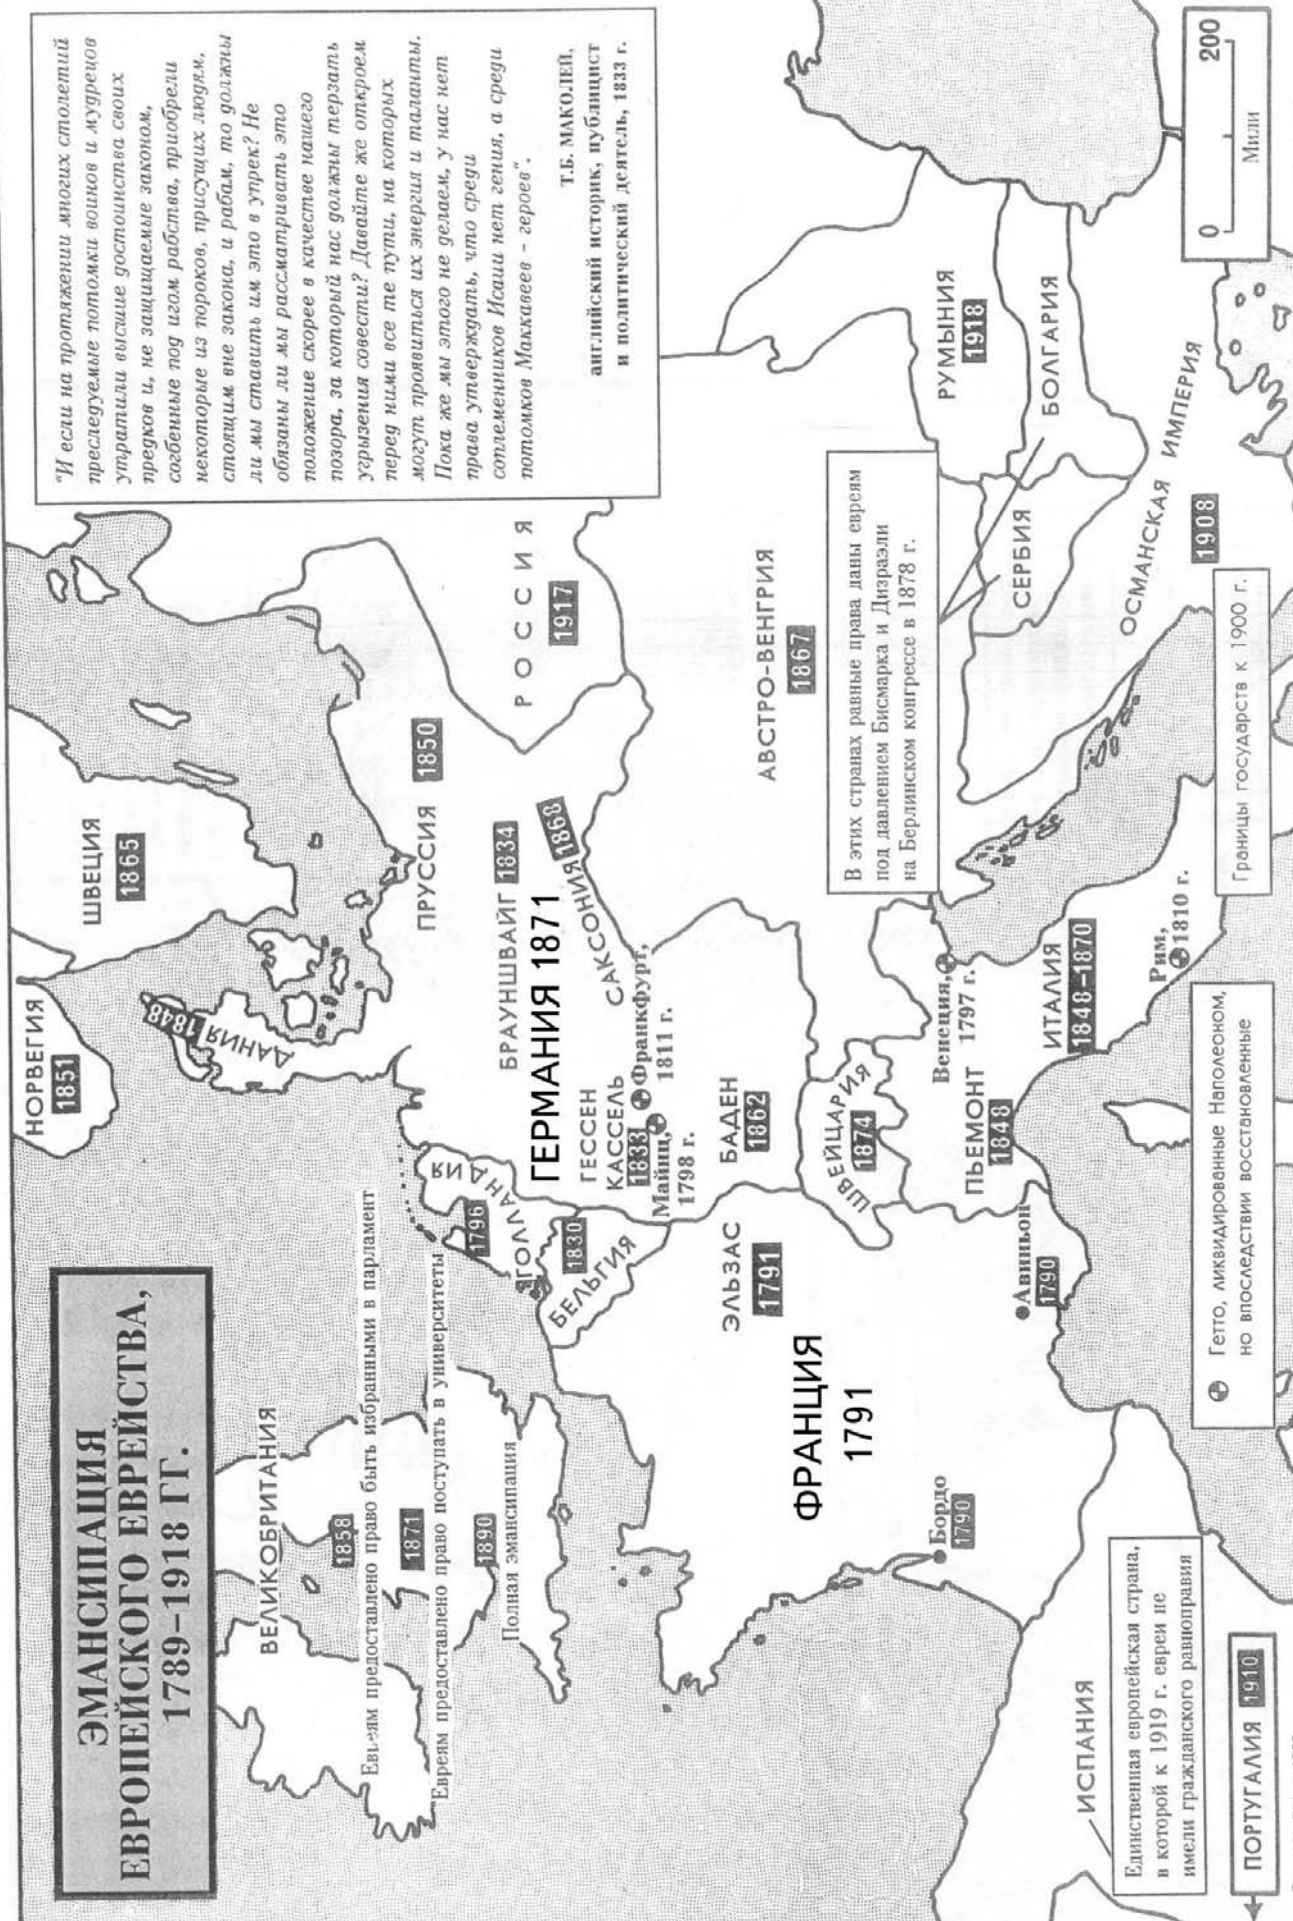 ЭМАНСИПАЦИЯ
ЕВРОПЕЙСКОГО ЕВРЕЙСТВА,
1789–1918 ГГ.
"И если на протяжении многих столетий
преследуемые потомки воинов и мудрецов
утратили высшие достоинства своих
предков и, не защищаемые законом,
согбенные под игом рабства, приобрели
некоторые из пороков, присущих людям,
стоящим вне закона, и рабам, то должны
ли мы ставить им это в упрек? Не
обязаны ли мы рассматривать это
положение скорее в качестве нашего
позора, за который нас должны терзать
угрызения совести? Давайте же откроем
перед ними все те пути, на которых
могут проявиться их энергия и таланты.
Пока же мы этого не делаем, у нас нет
права утверждать, что среди
соплеменников Исаии нет гения, а среди
потомков Маккавеев – героев".
Т.Б. МАКОЛЕЙ,
английский историк, публицист
и политический деятель, 1833 г.
НОРВЕГИЯ
1851
ШВЕЦИЯ
1865
ДАНИЯ 1848
ВЕЛИКОБРИТАНИЯ
1858
Евреям предоставлено право быть избранными в парламент
1871
Евреям предоставлено право поступать в университеты
1890
Полная эмансипация
ГОЛЛАНДИЯ
1796
1830
БЕЛЬГИЯ
ПРУССИЯ 1850
РОССИЯ
1917
БРАУНШВАЙГ 1834
ГЕРМАНИЯ 1871
САКСОНИЯ 1868
ГЕССЕН
КАССЕЛЬ
1833
Франкфурт,
1811 г.
Майнц,
1798 г.
БАДЕН
1862
ЭЛЬЗАС
1791
ФРАНЦИЯ
1791
ШВЕЙЦАРИЯ
1874
АВСТРО-ВЕНГРИЯ
1867
В этих странах равные права даны евреям
под давлением Бисмарка и Дизраэли
на Берлинском конгрессе в 1878 г.
РУМЫНИЯ
1918
БОЛГАРИЯ
СЕРБИЯ
ОСМАНСКАЯ ИМПЕРИЯ
1908
Венеция,
1797 г.
ПЬЕМОНТ
1848
ИТАЛИЯ
1848–1870
Рим,
1810 г.
Авиньон
1790
Бордо
1790
ИСПАНИЯ
Единственная европейская страна,
в которой к 1919 г. евреи не
имели гражданского равноправия
ПОРТУГАЛИЯ 1910
Гетто, ликвидированные Наполеоном,
но впоследствии восстановленные
Границы государств к 1900 г.
0 200
Мили